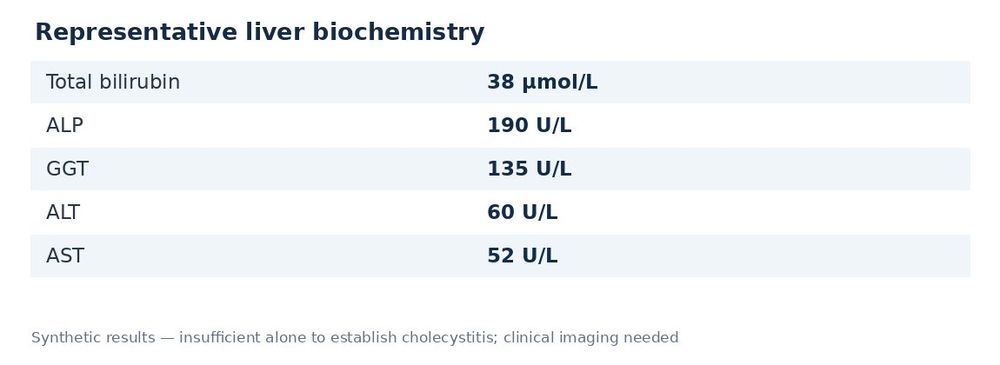 Representative liver biochemistry
Total bilirubin 38 µmol/L
ALP 190 U/L
GGT 135 U/L
ALT 60 U/L
AST 52 U/L
Synthetic results — insufficient alone to establish cholecystitis; clinical imaging needed